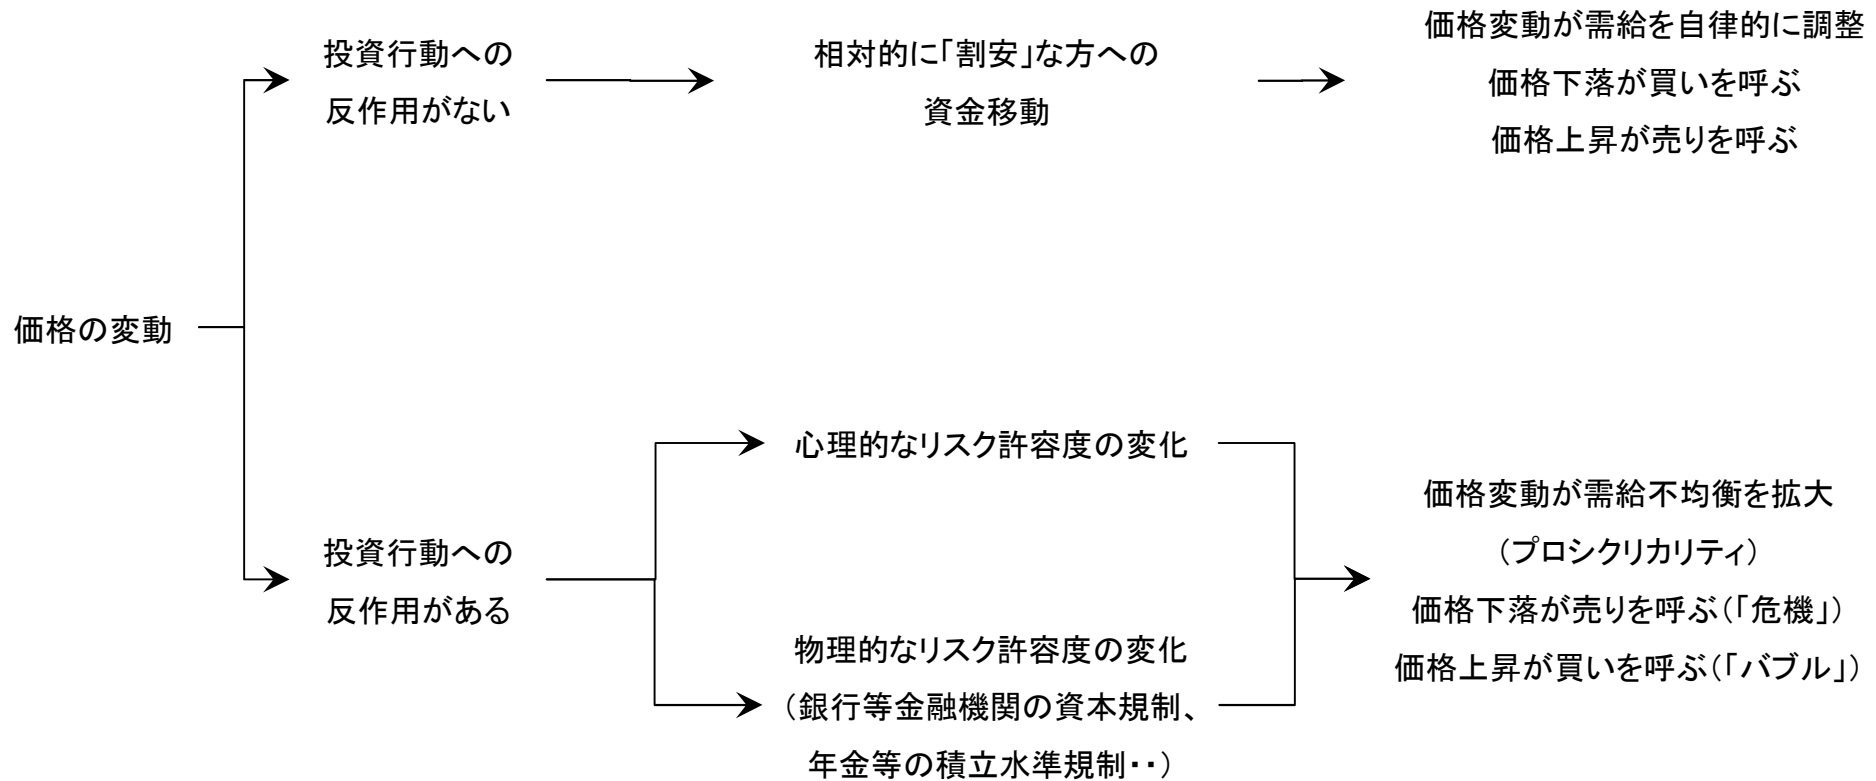 価格の変動
投資行動への
反作用がない
相対的に「割安」な方への
資金移動
価格変動が需給を自律的に調整
価格下落が買いを呼ぶ
価格上昇が売りを呼ぶ
投資行動への
反作用がある
心理的なリスク許容度の変化
物理的なリスク許容度の変化
（銀行等金融機関の資本規制、
年金等の積立水準規制・・）
価格変動が需給不均衡を拡大
（プロシクリカリティ）
価格下落が売りを呼ぶ（「危機」）
価格上昇が買いを呼ぶ（「バブル」）